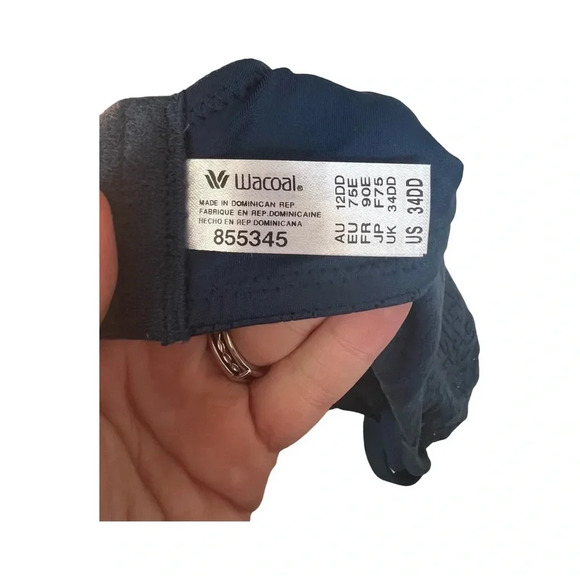 Wacoal®
MADE IN DOMINICAN REP
FABRIQUE EN REP.DOMINICAINE
HECHO EN REP DOMINICANA
855345
AU 12DD
EU 75E
FR 90E
JP F75
UK 34DD
US 34DD